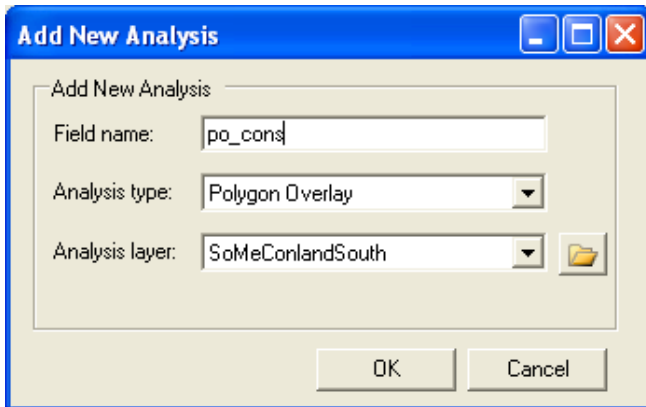 Add New Analysis
Add New Analysis
Field name: po_cons
Analysis type: Polygon Overlay
Analysis layer: SoMeConlandSouth
OK Cancel